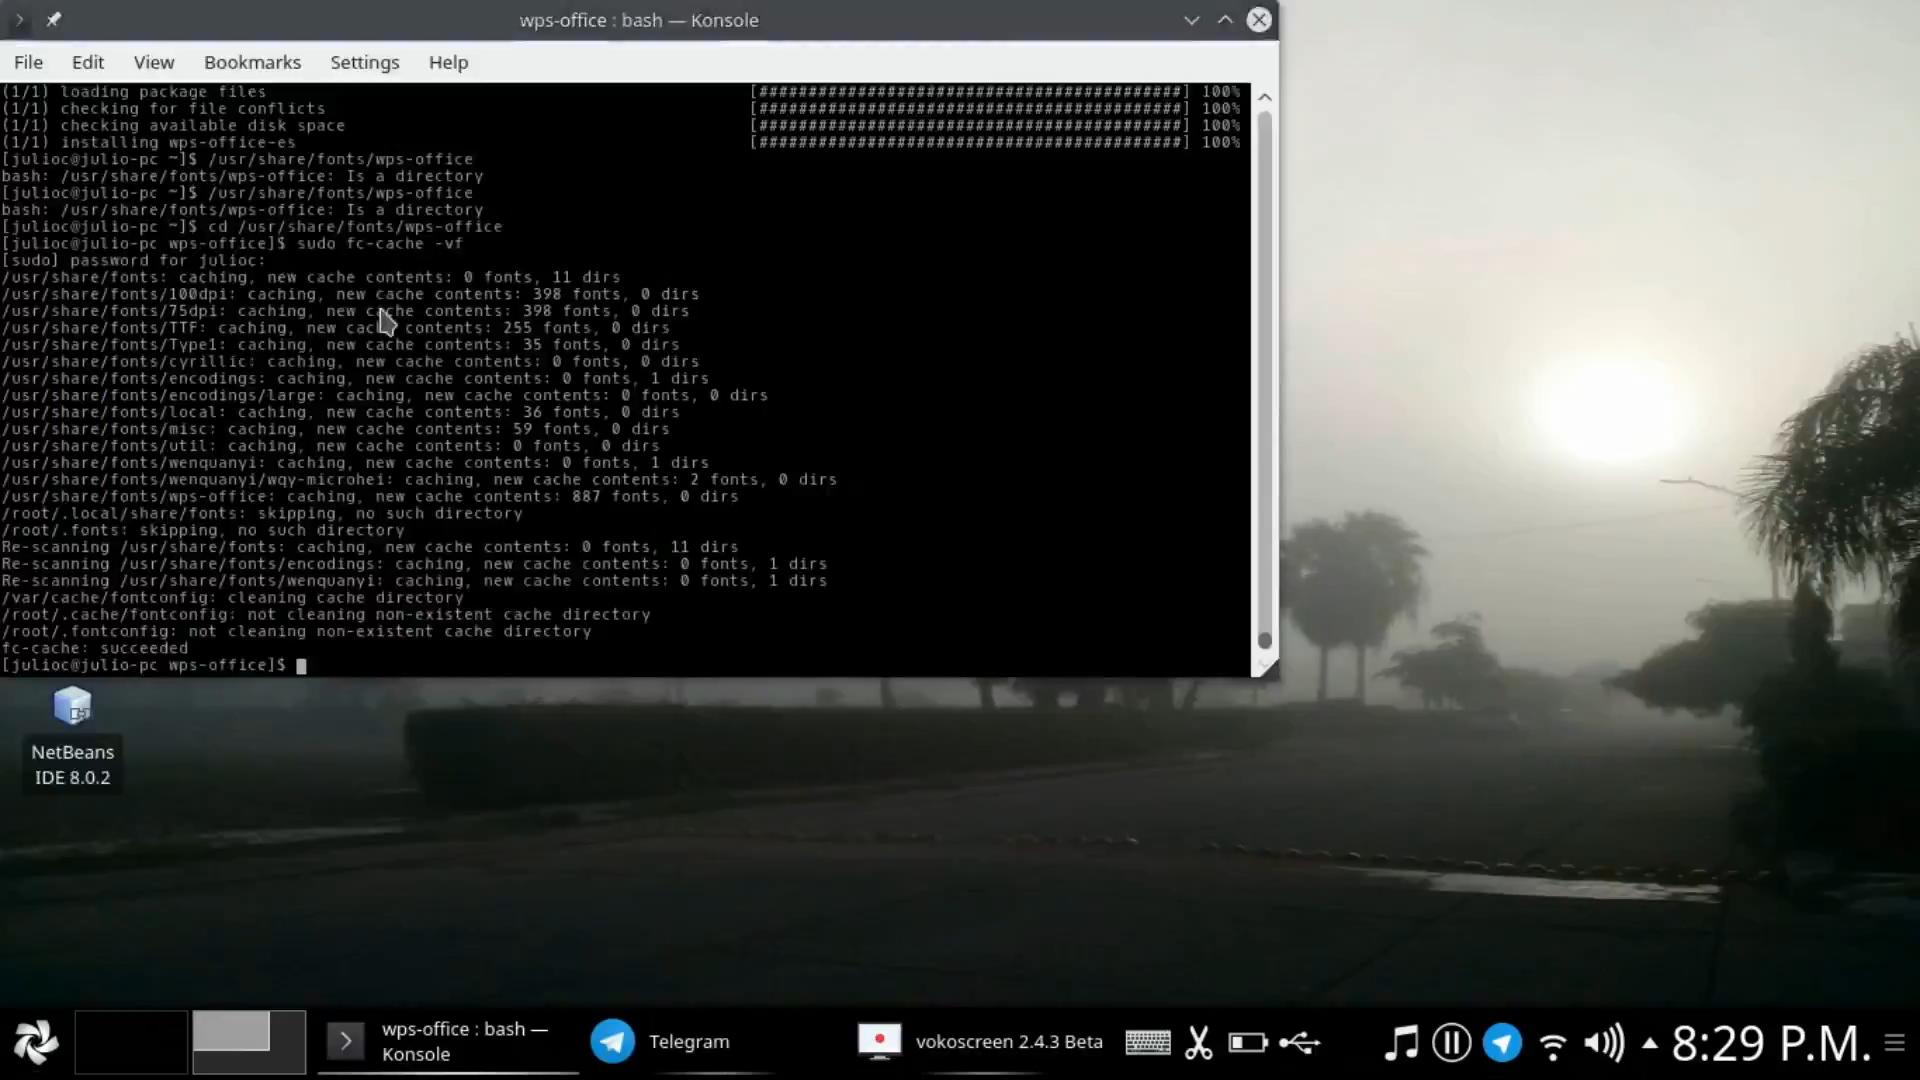 wps-office : bash — Konsole
File Edit View Bookmarks Settings Help
(1/1) loading package files [###########################################] 100%
(1/1) checking for file conflicts [###########################################] 100%
(1/1) checking available disk space [###########################################] 100%
(1/1) installing wps-office-es [###########################################] 100%
[julioc@julio-pc ~]$ /usr/share/fonts/wps-office
bash: /usr/share/fonts/wps-office: Is a directory
[julioc@julio-pc ~]$ /usr/share/fonts/wps-office
bash: /usr/share/fonts/wps-office: Is a directory
[julioc@julio-pc ~]$ cd /usr/share/fonts/wps-office
[julioc@julio-pc wps-office]$ sudo fc-cache -vf
[sudo] password for julioc:
/usr/share/fonts: caching, new cache contents: 0 fonts, 11 dirs
/usr/share/fonts/100dpi: caching, new cache contents: 398 fonts, 0 dirs
/usr/share/fonts/75dpi: caching, new cache contents: 398 fonts, 0 dirs
/usr/share/fonts/TTF: caching, new cache contents: 255 fonts, 0 dirs
/usr/share/fonts/Type1: caching, new cache contents: 35 fonts, 0 dirs
/usr/share/fonts/cyrillic: caching, new cache contents: 0 fonts, 0 dirs
/usr/share/fonts/encodings: caching, new cache contents: 0 fonts, 1 dirs
/usr/share/fonts/encodings/large: caching, new cache contents: 0 fonts, 0 dirs
/usr/share/fonts/local: caching, new cache contents: 36 fonts, 0 dirs
/usr/share/fonts/misc: caching, new cache contents: 59 fonts, 0 dirs
/usr/share/fonts/util: caching, new cache contents: 0 fonts, 0 dirs
/usr/share/fonts/wenquanyi: caching, new cache contents: 0 fonts, 1 dirs
/usr/share/fonts/wenquanyi/wqy-microhei: caching, new cache contents: 2 fonts, 0 dirs
/usr/share/fonts/wps-office: caching, new cache contents: 887 fonts, 0 dirs
/root/.local/share/fonts: skipping, no such directory
/root/.fonts: skipping, no such directory
Re-scanning /usr/share/fonts: caching, new cache contents: 0 fonts, 11 dirs
Re-scanning /usr/share/fonts/encodings: caching, new cache contents: 0 fonts, 1 dirs
Re-scanning /usr/share/fonts/wenquanyi: caching, new cache contents: 0 fonts, 1 dirs
/var/cache/fontconfig: cleaning cache directory
/root/.cache/fontconfig: not cleaning non-existent cache directory
/root/.fontconfig: not cleaning non-existent cache directory
fc-cache: succeeded
[julioc@julio-pc wps-office]$
NetBeans
IDE 8.0.2
wps-office : bash —
Konsole
Telegram
vokoscreen 2.4.3 Beta
8:29 P.M.